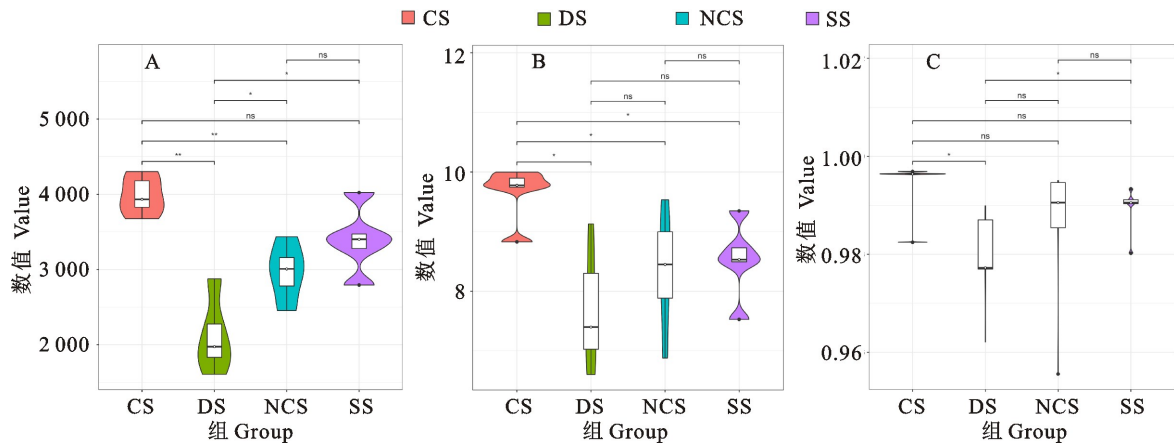 CS DS NCS SS
A
ns
*
*
ns
**
**
5 000
4 000
3 000
2 000
数值 Value
CS DS NCS SS
组 Group
B
ns
ns
ns
*
*
*
12
10
8
数值 Value
CS DS NCS SS
组 Group
C
ns
*
ns
ns
ns
*
1.02
1.00
0.98
0.96
数值 Value
CS DS NCS SS
组 Group